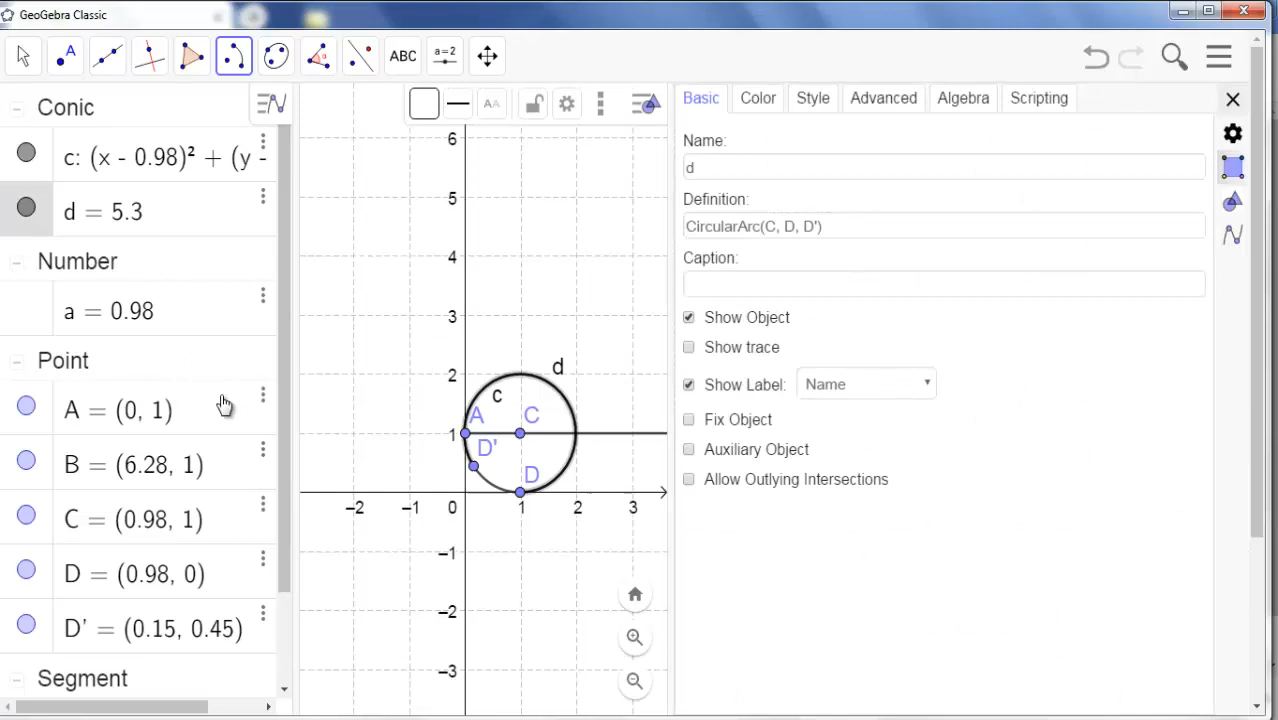 GeoGebra Classic
A
ABC
a=2
Conic
c: (x - 0.98)² + (y -
d = 5.3
Number
a = 0.98
Point
A = (0, 1)
B = (6.28, 1)
C = (0.98, 1)
D = (0.98, 0)
D' = (0.15, 0.45)
Segment
AA
6
5
4
3
2
1
0
-1
-2
-3
-2
-1
1
2
3
d
c
A
C
D'
D
Basic
Color
Style
Advanced
Algebra
Scripting
Name:
d
Definition:
CircularArc(C, D, D')
Caption:
Show Object
Show trace
Show Label: Name
Fix Object
Auxiliary Object
Allow Outlying Intersections